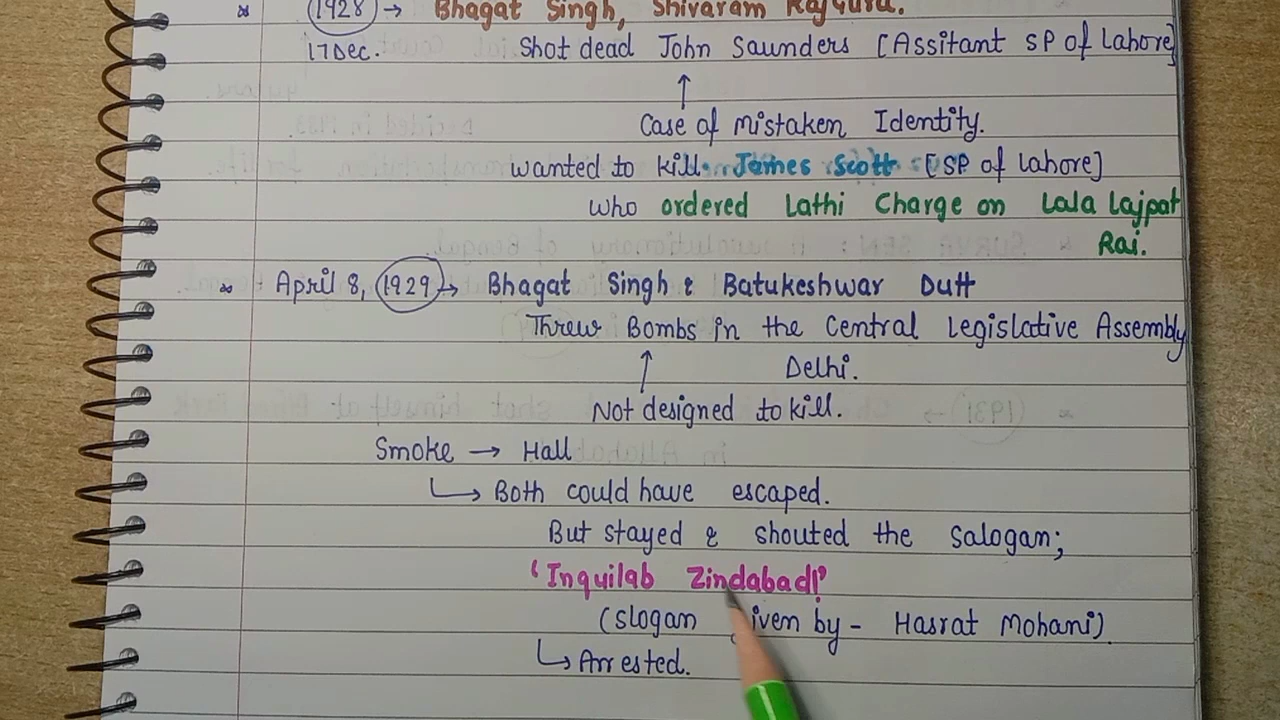 * 1928 → Bhagat Singh, Shivaram Rajguru.
17 Dec. Shot dead John Saunders [Assitant SP of Lahore]
↑
Case of mistaken Identity.
wanted to kill James Scott [SP of Lahore]
who ordered Lathi Charge on Lala Lajpat
Rai.
* April 8, 1929 → Bhagat Singh & Batukeshwar Dutt
Threw Bombs in the Central Legislative Assembly
↑ Delhi.
Not designed to kill.
Smoke → Hall
↳ Both could have escaped.
But stayed & shouted the Salogan;
'Inquilab Zindabad!'
(slogan given by - Hasrat Mohani)
↳ Arrested.